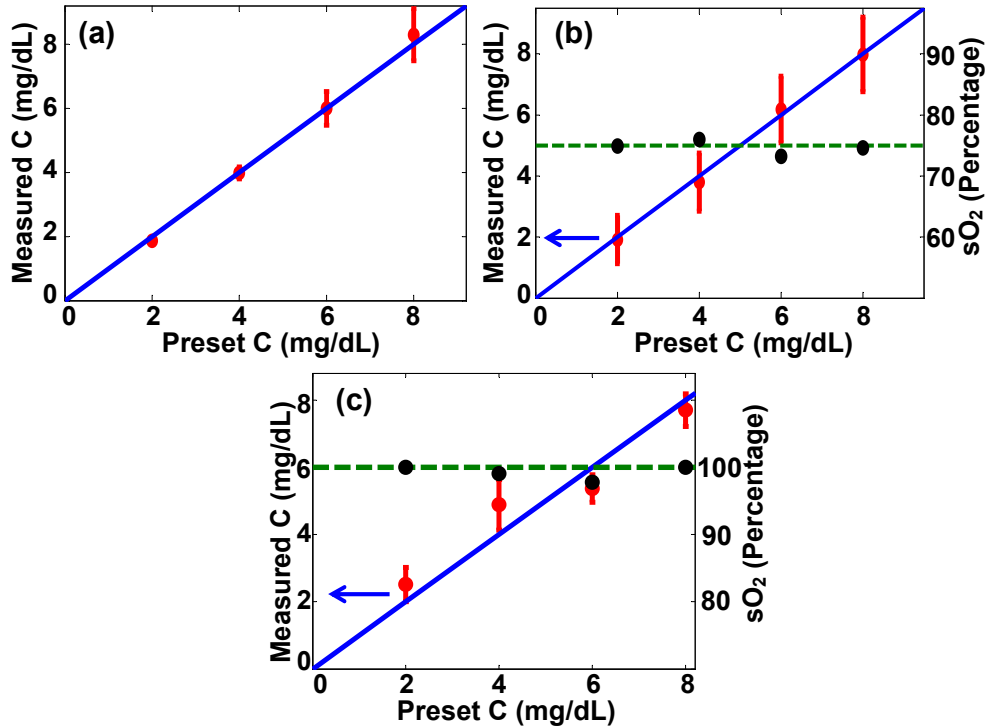 (a)
Measured C (mg/dL)
8
6
4
2
0
0 2 4 6 8
Preset C (mg/dL)
(b)
Measured C (mg/dL)
8
6
4
2
0
0 2 4 6 8
Preset C (mg/dL)
90
80
70
60
sO₂ (Percentage)
(c)
Measured C (mg/dL)
8
6
4
2
0
0 2 4 6 8
Preset C (mg/dL)
100
90
80
sO₂ (Percentage)